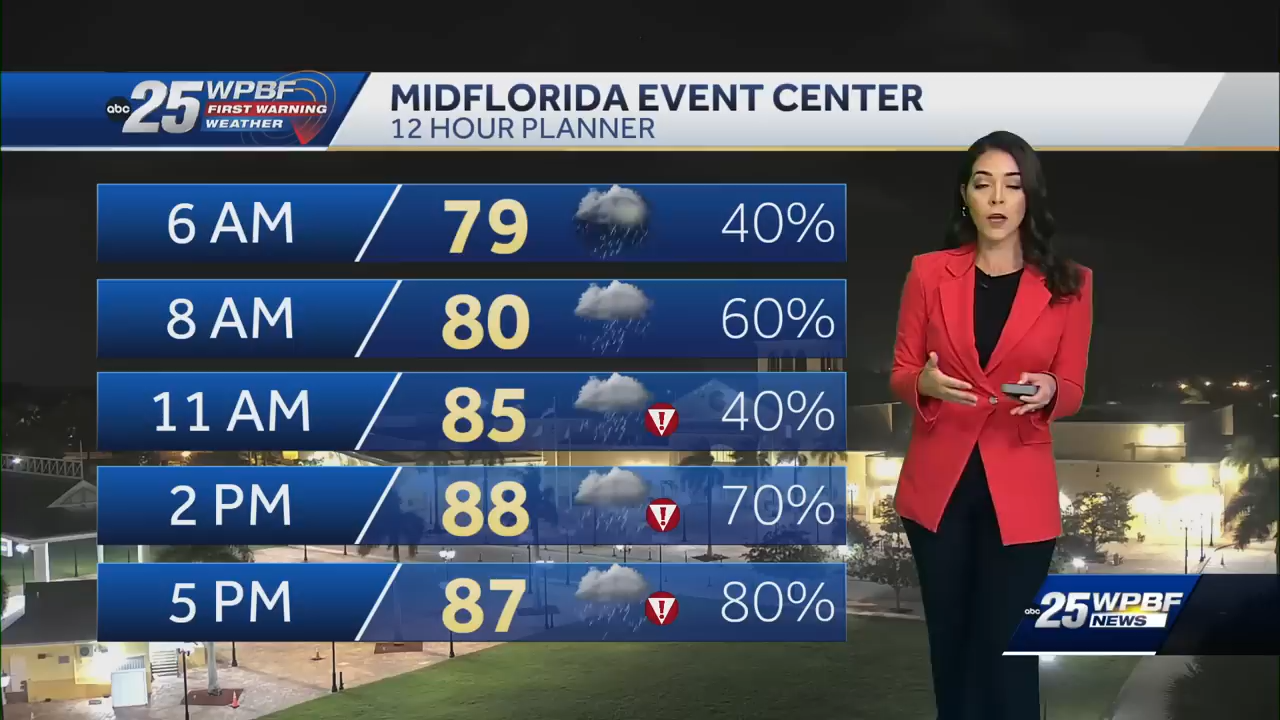 abc 25 WPBF
FIRST WARNING
WEATHER
MIDFLORIDA EVENT CENTER
12 HOUR PLANNER
6 AM 79 40%
8 AM 80 60%
11 AM 85 ! 40%
2 PM 88 ! 70%
5 PM 87 ! 80%
abc 25 WPBF
NEWS